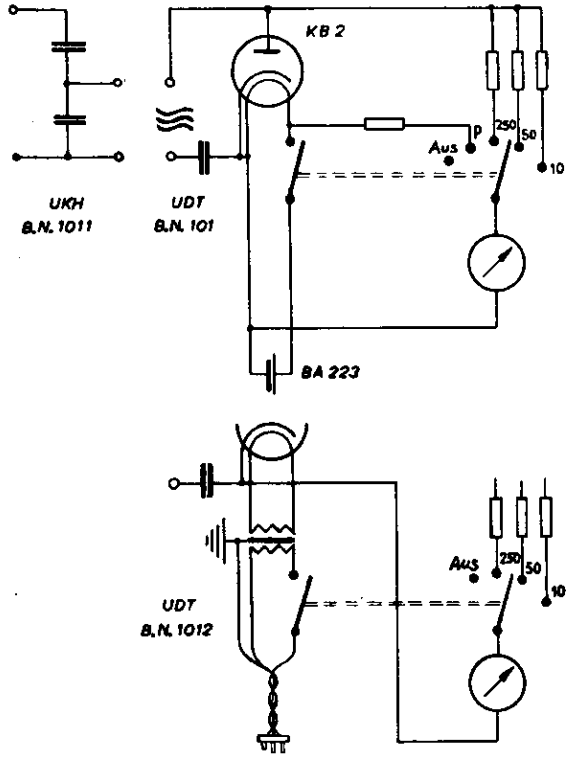 KB 2
Aus
P
250
50
10
UKH
B.N. 1011
UDT
B.N. 101
BA 223
Aus
250
50
10
UDT
B.N. 1012